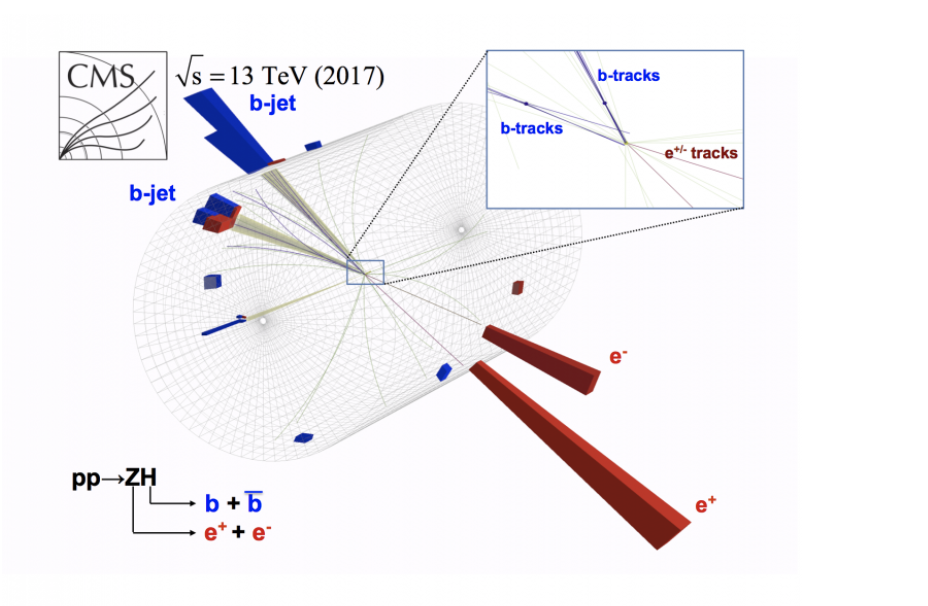 CMS
√s = 13 TeV (2017)
b-jet
b-jet
b-tracks
b-tracks
e+/- tracks
e-
e+
pp→ZH
b + b̅
e+ + e-